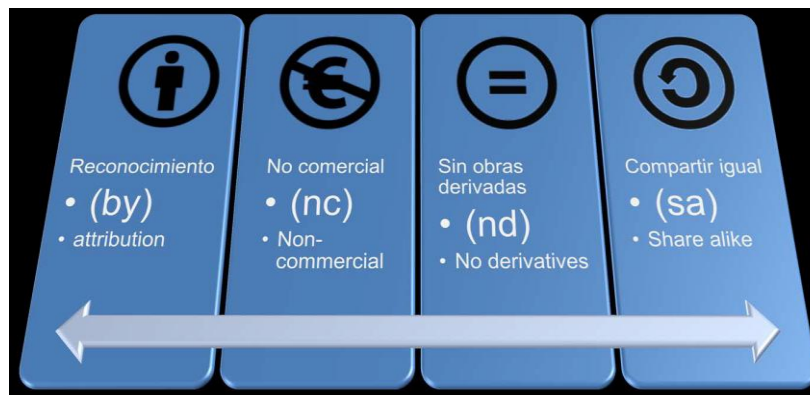 Reconocimiento
• (by)
• attribution
No comercial
• (nc)
• Non-
commercial
Sin obras
derivadas
• (nd)
• No derivatives
Compartir igual
• (sa)
• Share alike